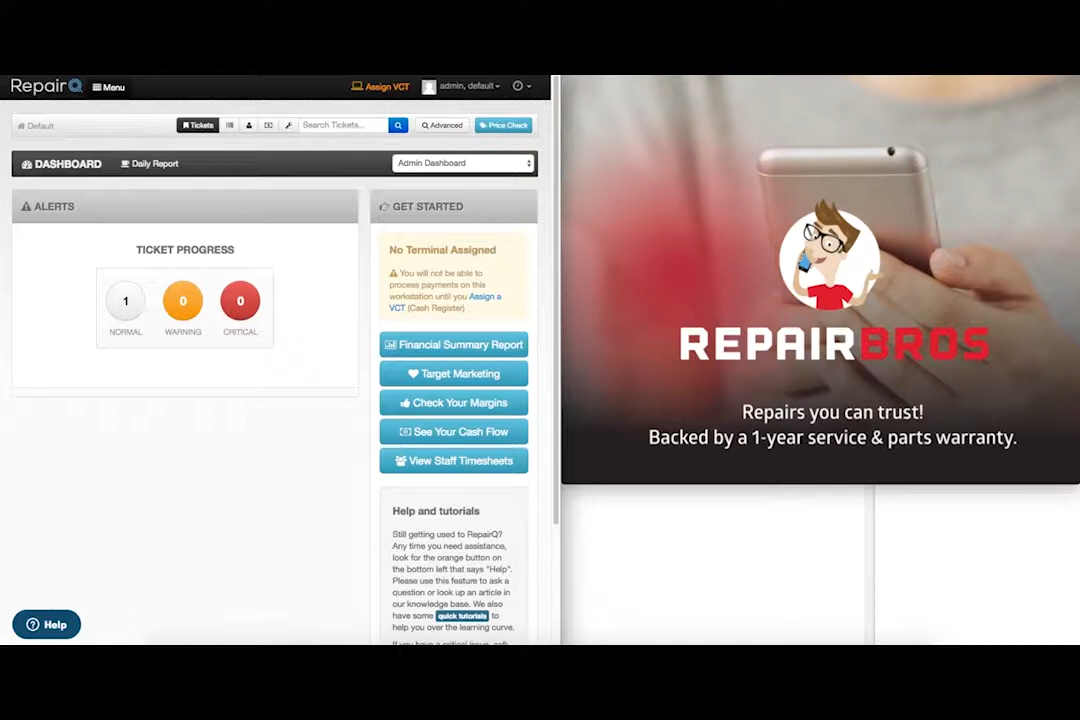 RepairQ
Menu
Assign VCT
admin, default
Default
Tickets
Search Tickets...
Advanced
Price Check
DASHBOARD
Daily Report
Admin Dashboard
ALERTS
TICKET PROGRESS
1
0
0
NORMAL
WARNING
CRITICAL
GET STARTED
No Terminal Assigned
You will not be able to
process payments on this
workstation until you Assign a
VCT (Cash Register)
Financial Summary Report
Target Marketing
Check Your Margins
See Your Cash Flow
View Staff Timesheets
Help and tutorials
Still getting used to RepairQ?
Any time you need assistance,
look for the orange button on
the bottom left that says "Help".
Please use this feature to ask a
question or look up an article in
our knowledge base. We also
have some quick tutorials to
help you over the learning curve.
Help
REPAIRBROS
Repairs you can trust!
Backed by a 1-year service & parts warranty.